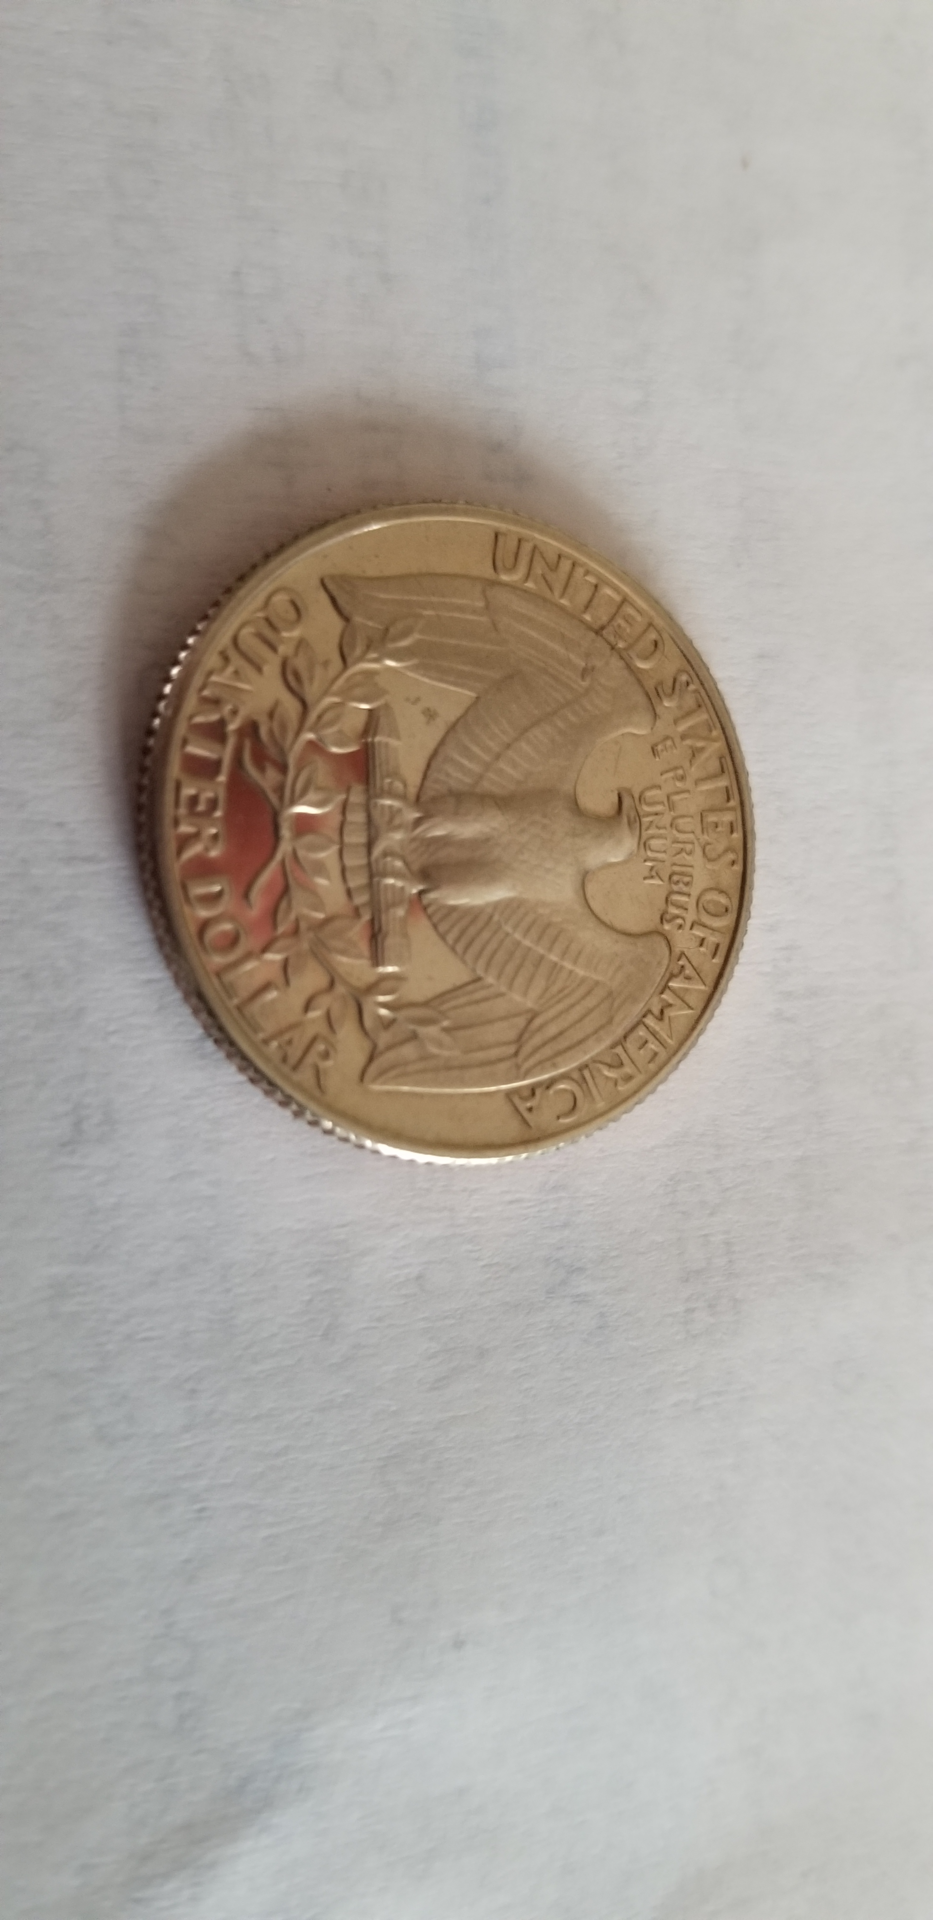 UNITED STATES OF AMERICA
E PLURIBUS
UNUM
QUARTER DOLLAR